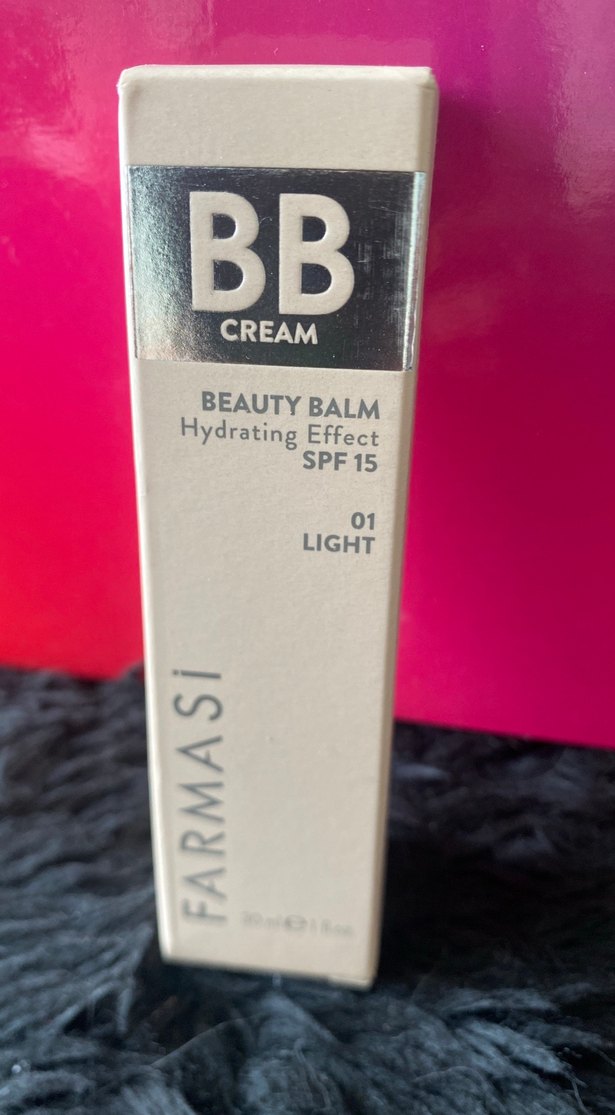 BB
CREAM
BEAUTY BALM
Hydrating Effect
SPF 15
01
LIGHT
FARMASİ
30 ml ℮ 1 fl.oz